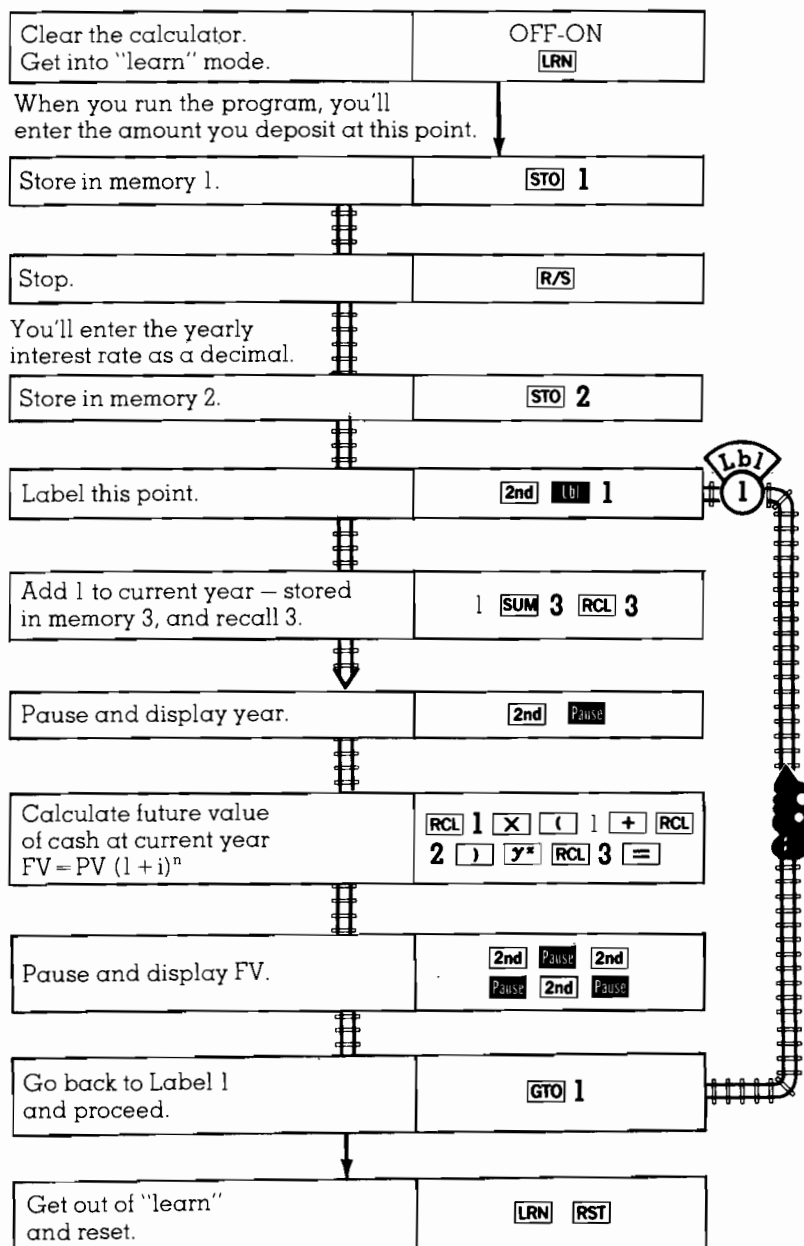 Clear the calculator.
Get into "learn" mode.
OFF-ON
LRN
When you run the program, you'll
enter the amount you deposit at this point.
Store in memory 1.
STO 1
Stop.
R/S
You'll enter the yearly
interest rate as a decimal.
Store in memory 2.
STO 2
Label this point.
2nd Lbl 1
Lbl
1
Add 1 to current year – stored
in memory 3, and recall 3.
1 SUM 3 RCL 3
Pause and display year.
2nd Pause
Calculate future value
of cash at current year
FV = PV (1 + i)ⁿ
RCL 1 X ( 1 + RCL
2 ) yˣ RCL 3 =
Pause and display FV.
2nd Pause 2nd
Pause 2nd Pause
Go back to Label 1
and proceed.
GTO 1
Get out of "learn"
and reset.
LRN RST